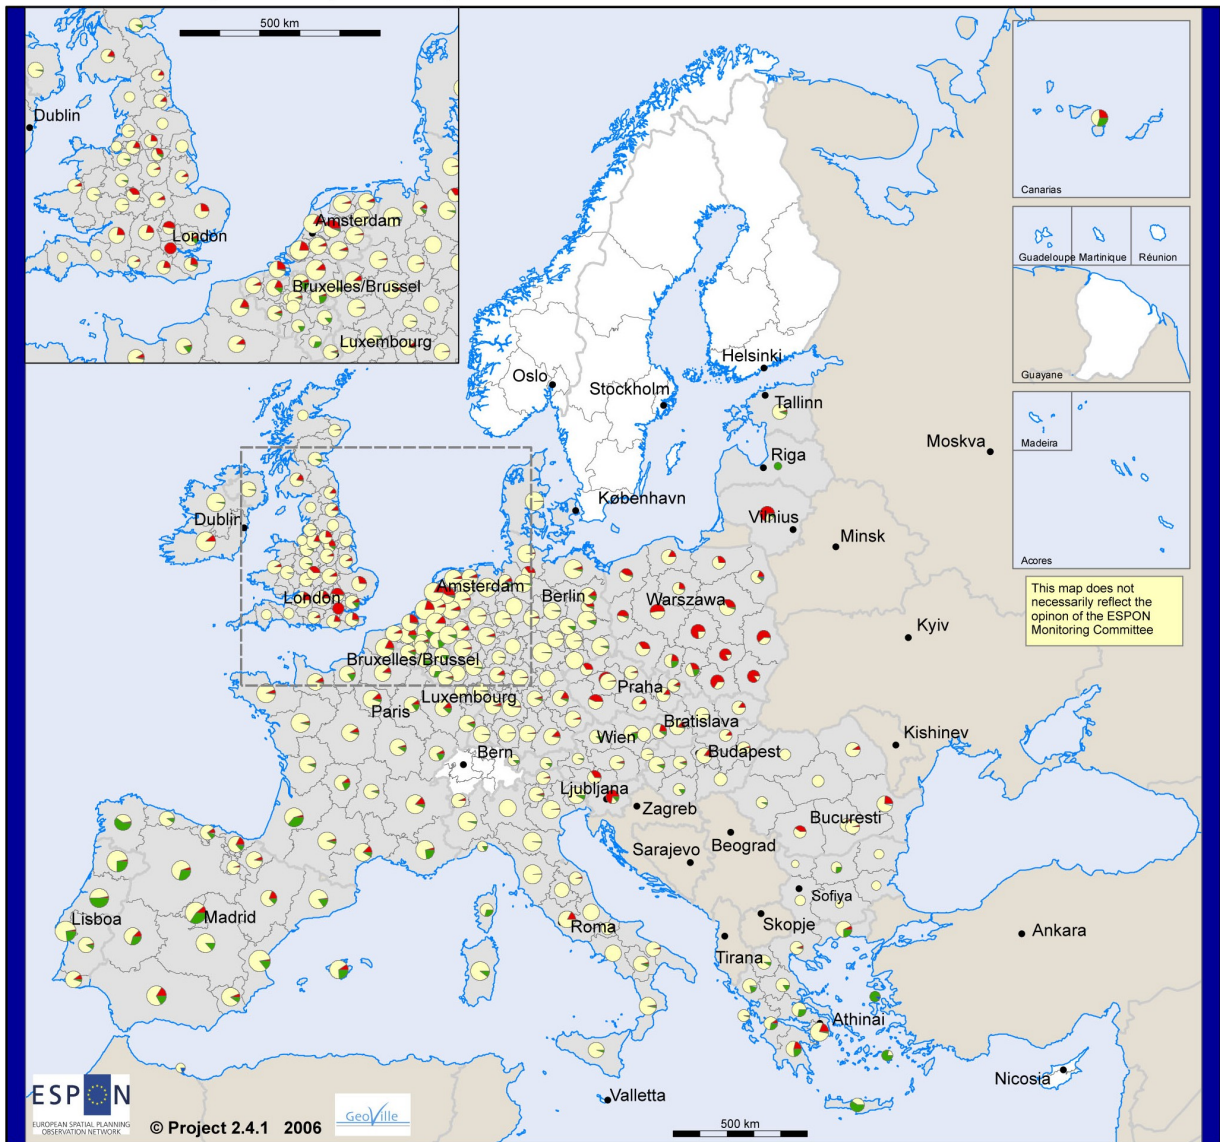 500 km
Dublin
London
Amsterdam
Bruxelles/Brussel
Luxembourg
Canarias
Guadeloupe
Martinique
Réunion
Guayane
Madeira
Acores
This map does not
necessarily reflect the
opinon of the ESPON
Monitoring Committee
Helsinki
Oslo
Stockholm
Tallinn
Moskva
Riga
København
Dublin
Vilnius
Minsk
Amsterdam
Berlin
Warszawa
London
Kyiv
Bruxelles/Brussel
Praha
Luxembourg
Paris
Bratislava
Wien
Kishinev
Bern
Budapest
Ljubljana
Zagreb
Bucuresti
Beograd
Sarajevo
Sofiya
Lisboa
Madrid
Roma
Skopje
Ankara
Tirana
Athinai
Nicosia
Valletta
ESPON
EUROPEAN SPATIAL PLANNING
OBSERVATION NETWORK
GeoVille
© Project 2.4.1 2006
500 km